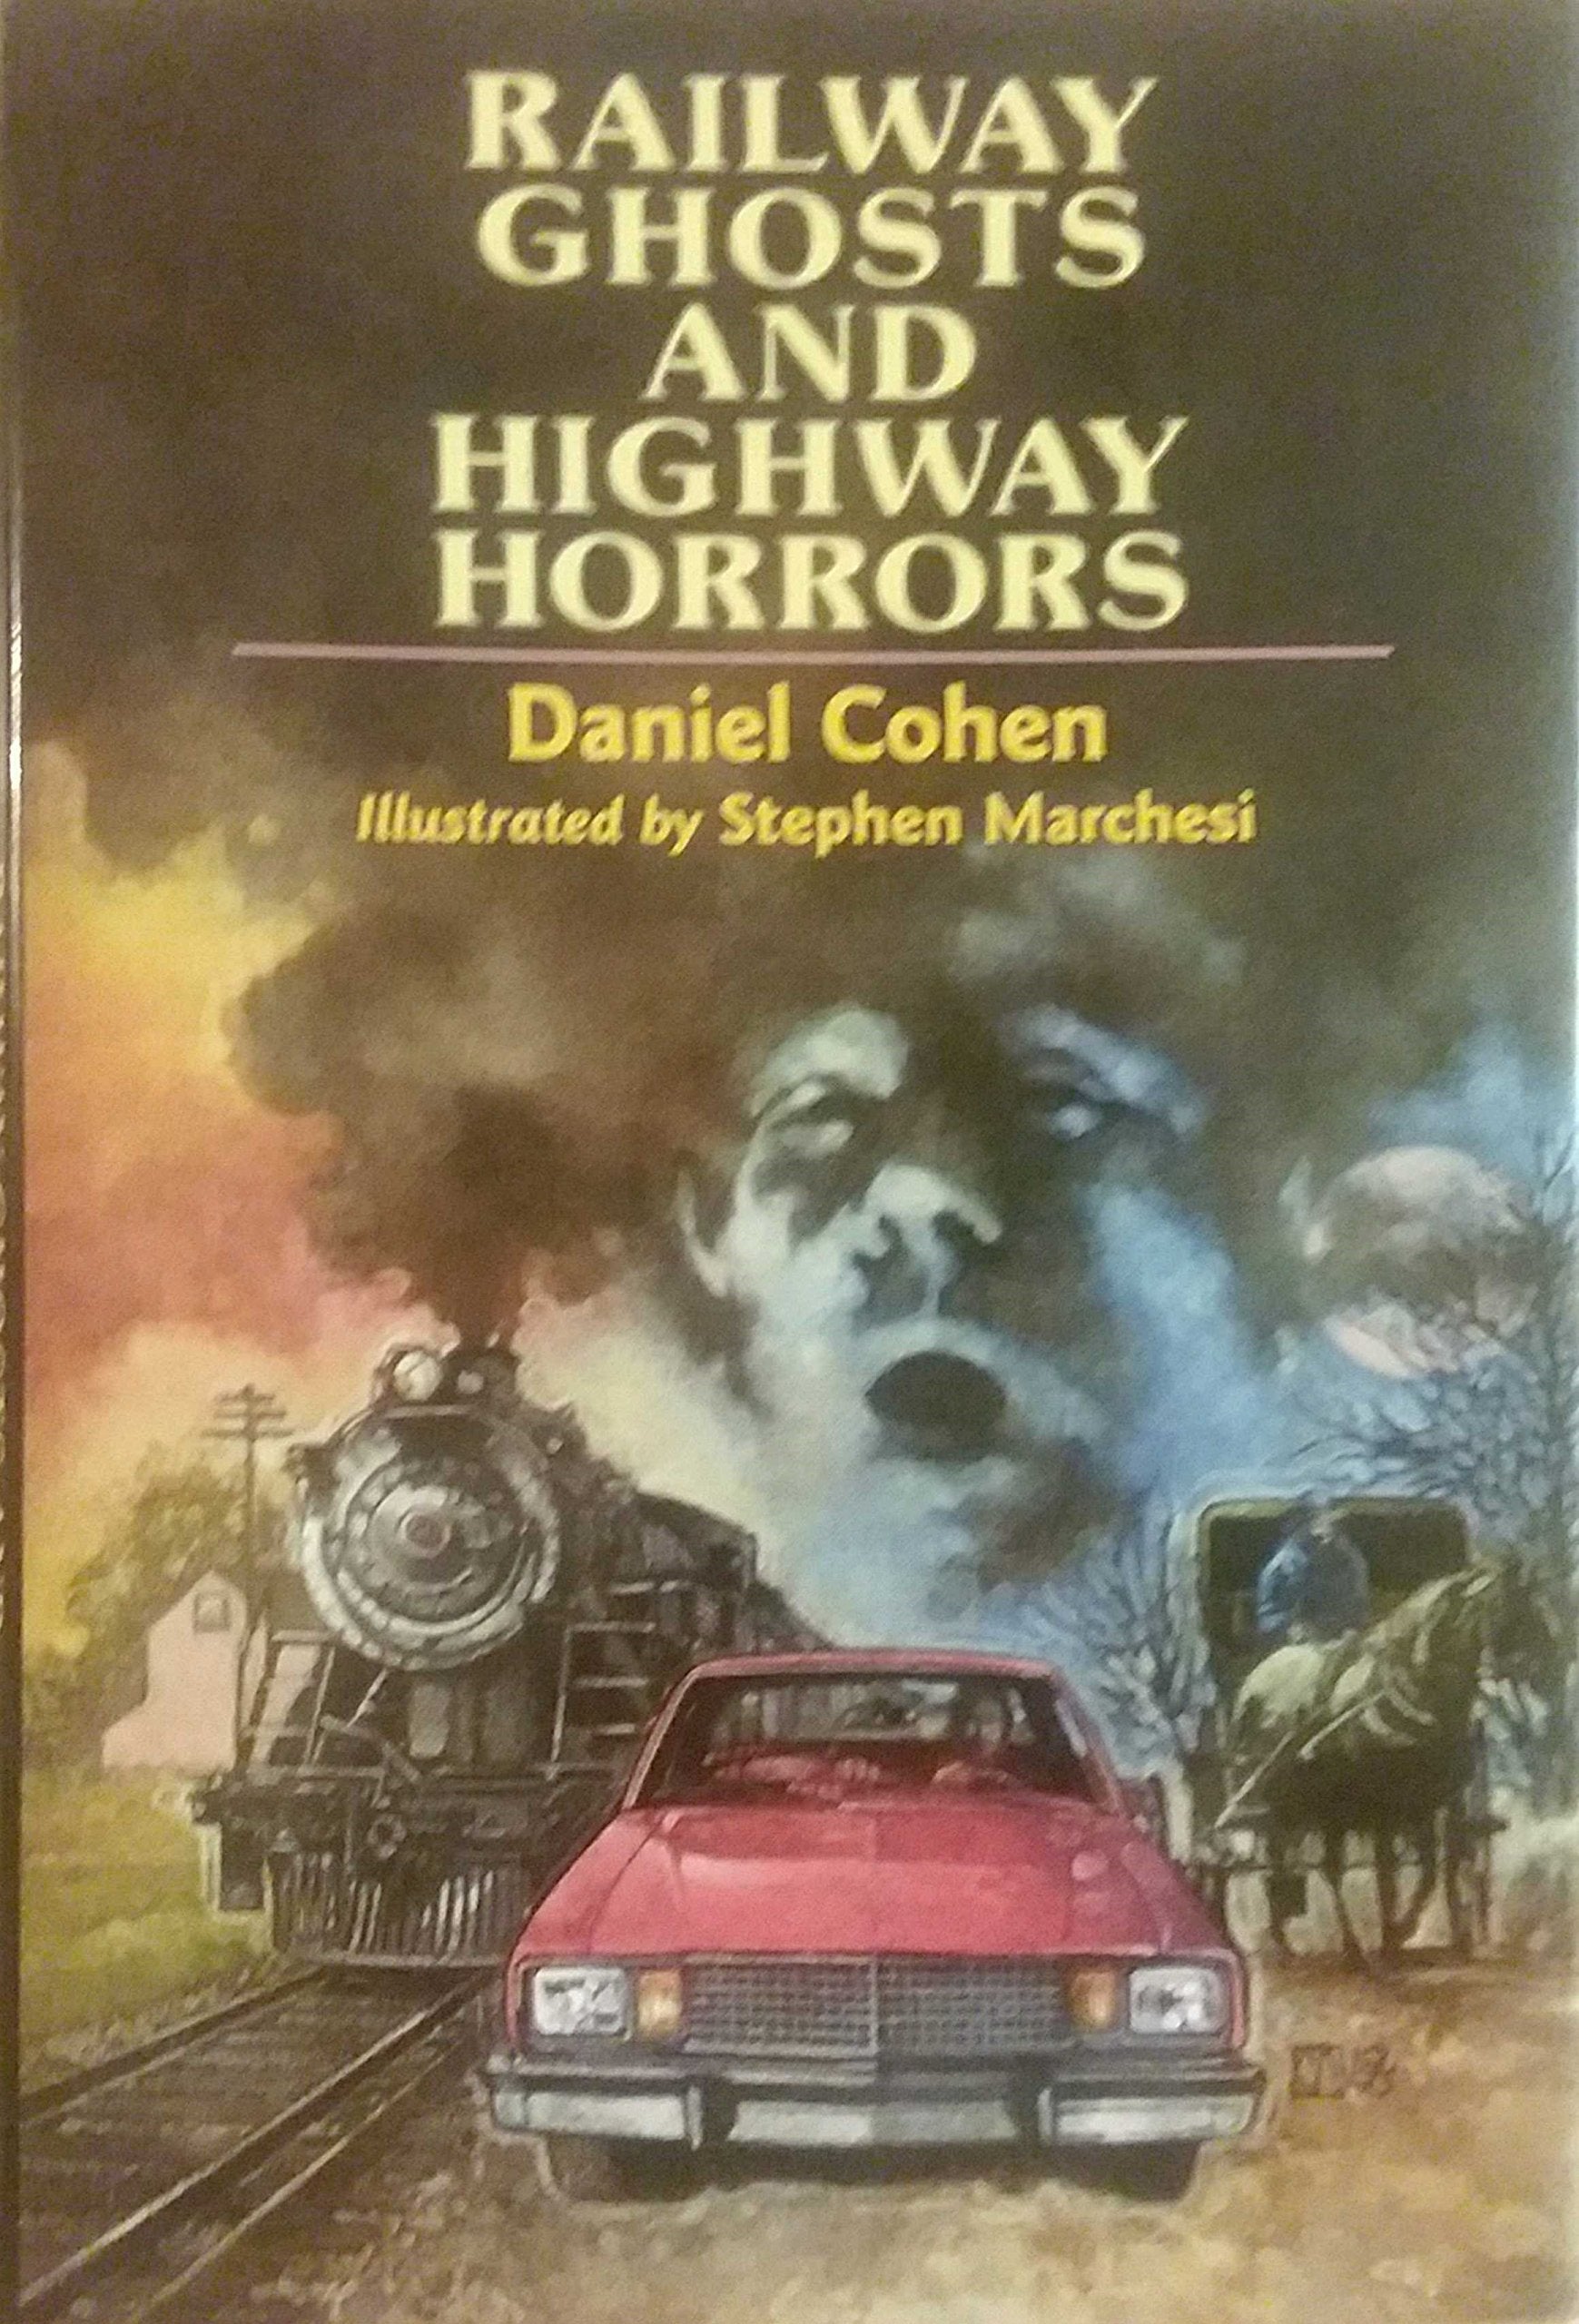 RAILWAY
GHOSTS
AND
HIGHWAY
HORRORS
Daniel Cohen
Illustrated by Stephen Marchesi